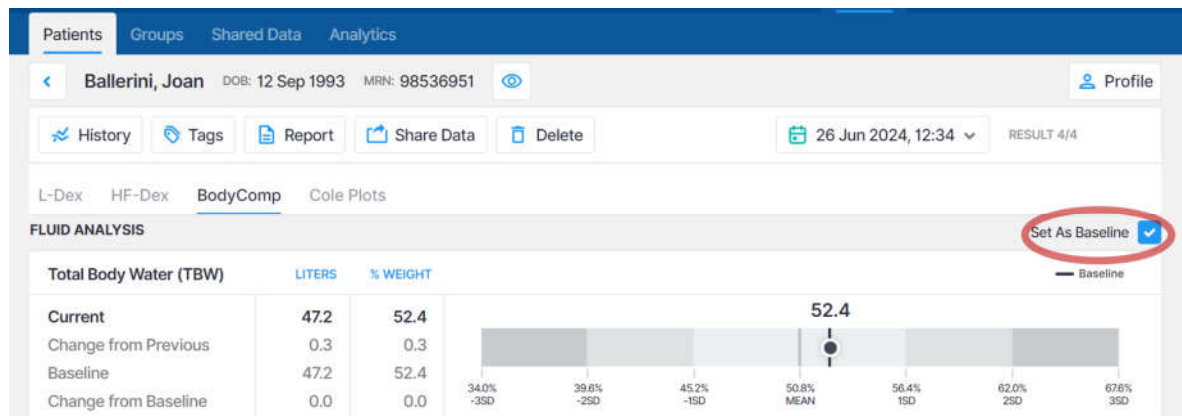 Patients Groups Shared Data Analytics
Ballerini, Joan DOB: 12 Sep 1993 MRN: 98536951 Profile
History Tags Report Share Data Delete 26 Jun 2024, 12:34 RESULT 4/4
L-Dex HF-Dex BodyComp Cole Plots
FLUID ANALYSIS Set As Baseline
Total Body Water (TBW) LITERS % WEIGHT Baseline
Current 47.2 52.4 52.4
Change from Previous 0.3 0.3
Baseline 47.2 52.4
Change from Baseline 0.0 0.0
34.0% 39.6% 45.2% 50.8% 56.4% 62.0% 67.6%
-3SD -2SD -1SD MEAN 1SD 2SD 3SD